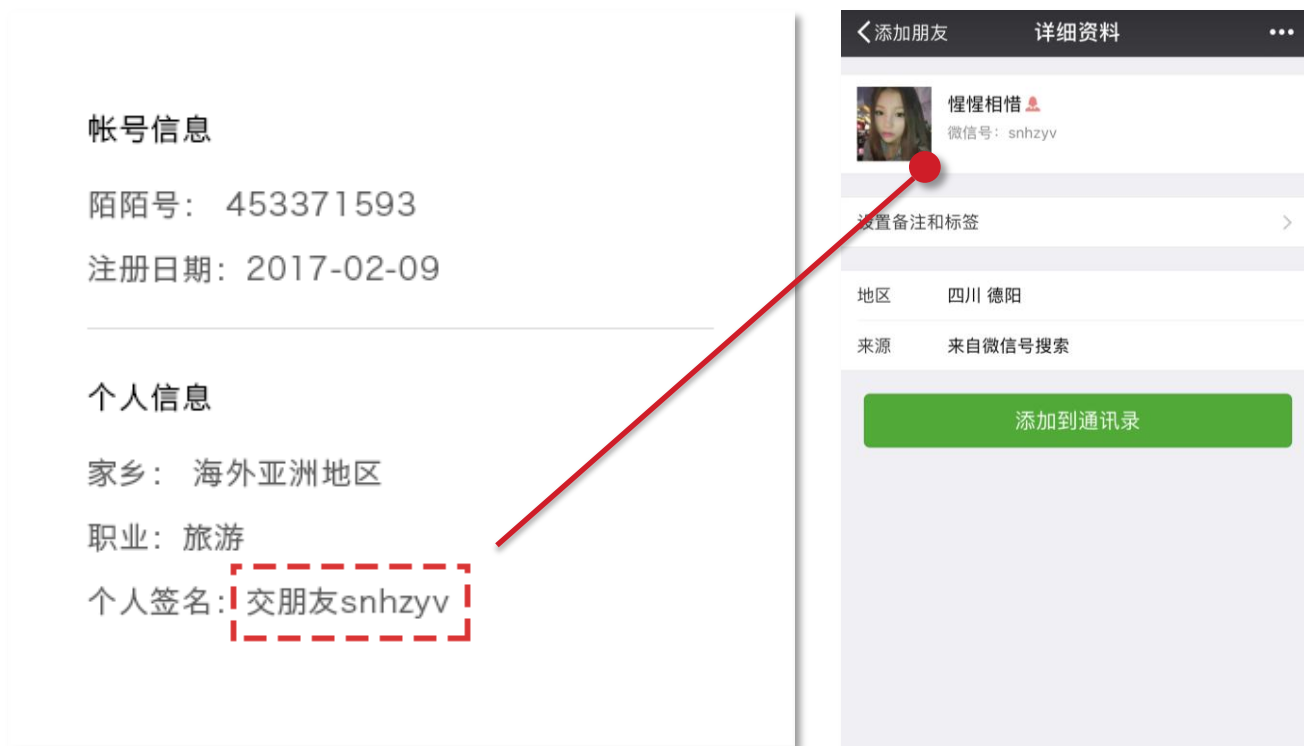 帐号信息
陌陌号： 453371593
注册日期：2017-02-09
个人信息
家乡： 海外亚洲地区
职业：旅游
个人签名：交朋友snhzyv
添加朋友
详细资料
惺惺相惜
微信号：snhzyv
设置备注和标签
地区 四川 德阳
来源 来自微信号搜索
添加到通讯录